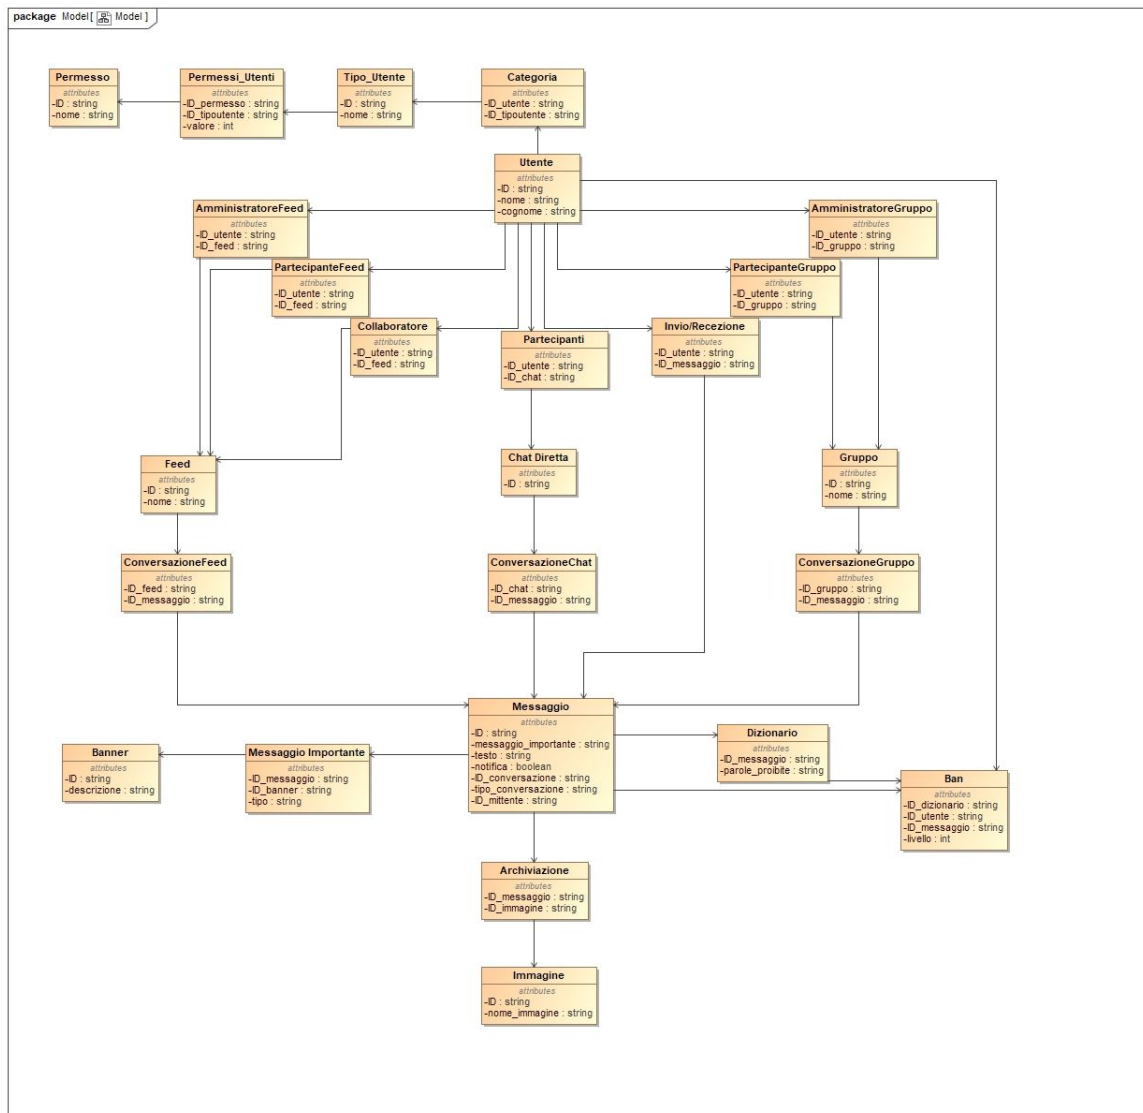 package Model [ Model ]
Permesso
attributes
-ID : string
-nome : string
Permessi_Utenti
attributes
-ID_permesso : string
-ID_tipoutente : string
-valore : int
Tipo_Utente
attributes
-ID : string
-nome : string
Categoria
attributes
-ID_utente : string
-ID_tipoutente : string
Utente
attributes
-ID : string
-nome : string
-cognome : string
AmministratoreFeed
attributes
-ID_utente : string
-ID_feed : string
AmministratoreGruppo
attributes
-ID_utente : string
-ID_gruppo : string
PartecipanteFeed
attributes
-ID_utente : string
-ID_feed : string
PartecipanteGruppo
attributes
-ID_utente : string
-ID_gruppo : string
Collaboratore
attributes
-ID_utente : string
-ID_feed : string
Partecipanti
attributes
-ID_utente : string
-ID_chat : string
Invio/Recezione
attributes
-ID_utente : string
-ID_messaggio : string
Feed
attributes
-ID : string
-nome : string
Chat Diretta
attributes
-ID : string
Gruppo
attributes
-ID : string
-nome : string
ConversazioneFeed
attributes
-ID_feed : string
-ID_messaggio : string
ConversazioneChat
attributes
-ID_chat : string
-ID_messaggio : string
ConversazioneGruppo
attributes
-ID_gruppo : string
-ID_messaggio : string
Messaggio
attributes
-ID : string
-messaggio_importante : string
-testo : string
-notifica : boolean
-ID_conversazione : string
-tipo_conversazione : string
-ID_mittente : string
Banner
attributes
-ID : string
-descrizione : string
Messaggio Importante
attributes
-ID_messaggio : string
-ID_banner : string
-tipo : string
Dizionario
attributes
-ID_messaggio : string
-parole_proibite : string
Ban
attributes
-ID_dizionario : string
-ID_utente : string
-ID_messaggio : string
-livello : int
Archiviazione
attributes
-ID_messaggio : string
-ID_immagine : string
Immagine
attributes
-ID : string
-nome_immagine : string